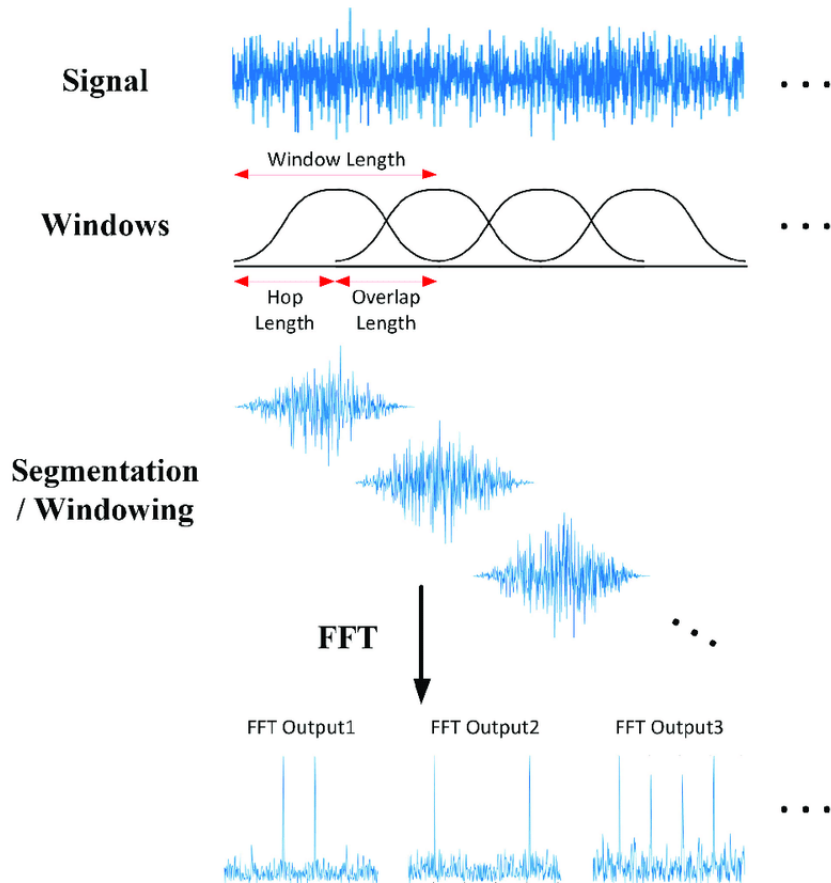 Signal
Window Length
Windows
Hop
Length
Overlap
Length
Segmentation
/ Windowing
FFT
FFT Output1
FFT Output2
FFT Output3